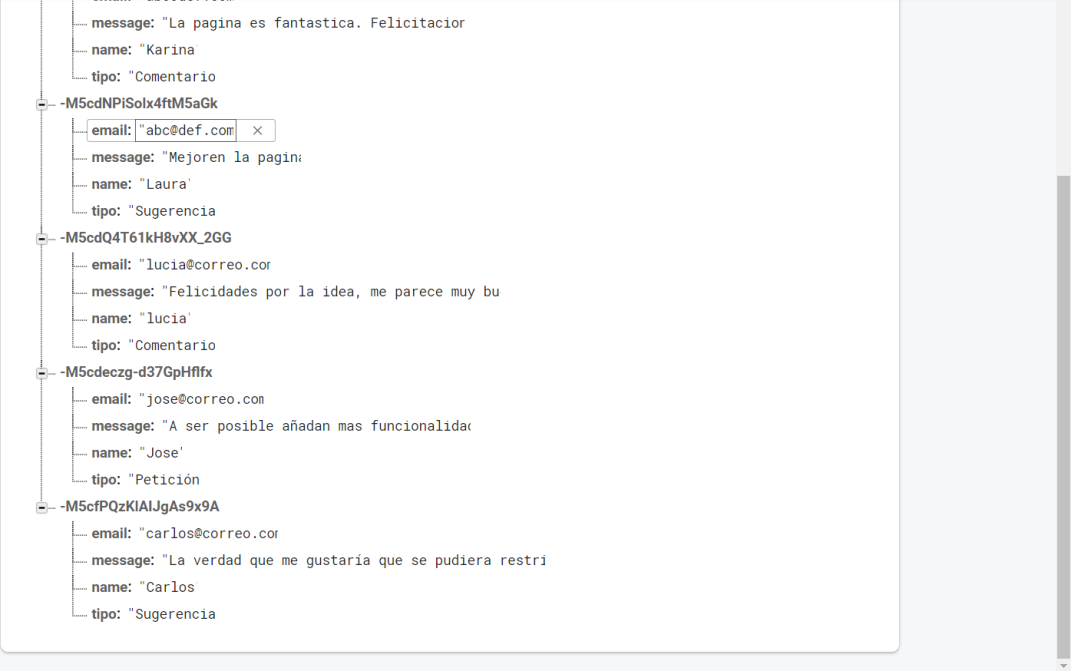 message: "La pagina es fantastica. Felicitacior
name: "Karina
tipo: "Comentario
-M5cdNPiSolx4ftM5aGk
email: "abc@def.com
message: "Mejoren la pagina
name: "Laura"
tipo: "Sugerencia
-M5cdQ4T61kH8vXX_2GG
email: "lucia@correo.cor
message: "Felicidades por la idea, me parece muy bu
name: "lucia"
tipo: "Comentario
-M5cdeczg-d37GpHflfx
email: "jose@correo.com
message: "A ser posible añadan mas funcionalidad
name: "Jose"
tipo: "Petición
-M5cfPQzKlAIJgAs9x9A
email: "carlos@correo.cor
message: "La verdad que me gustaría que se pudiera restri
name: "Carlos
tipo: "Sugerencia